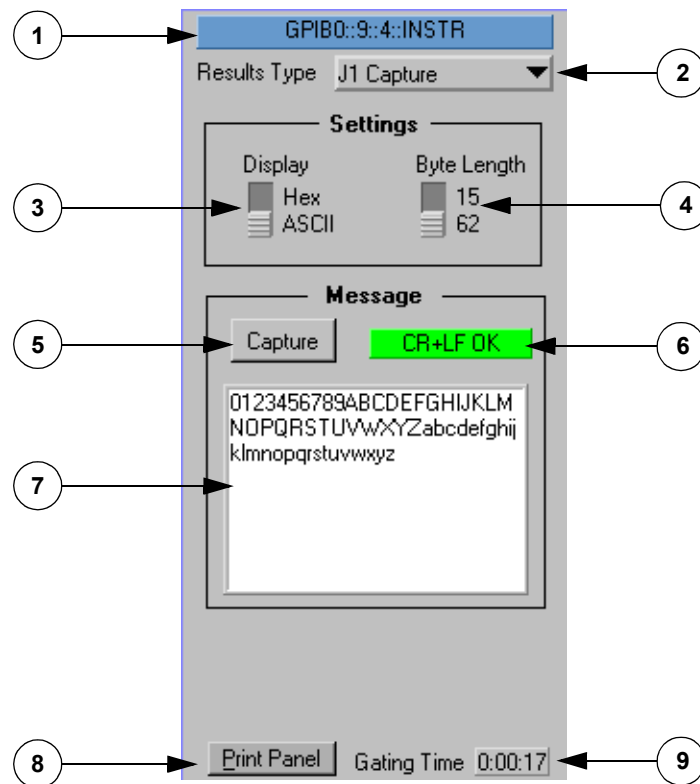 1
GPIB0::9::4::INSTR
Results Type J1 Capture
2
Settings
Display
Byte Length
3
Hex
ASCII
15
62
4
Message
5
Capture
CR+LF OK
6
0123456789ABCDEFGHIJKLM
NOPQRSTUVWXYZabcdefghij
klmnopqrstuvwxyz
7
8
Print Panel
Gating Time 0:00:17
9